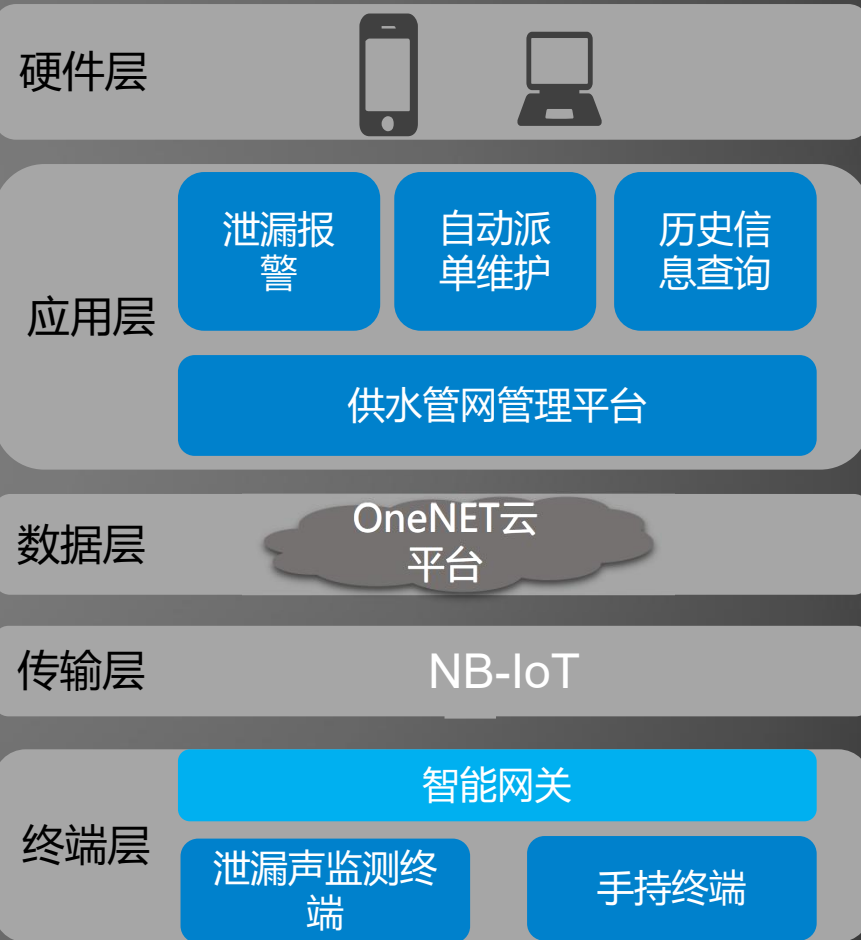 硬件层
泄漏报
警
自动派
单维护
历史信
息查询
应用层
供水管网管理平台
数据层
OneNET云
平台
传输层
NB-IoT
智能网关
终端层
泄漏声监测终
端
手持终端